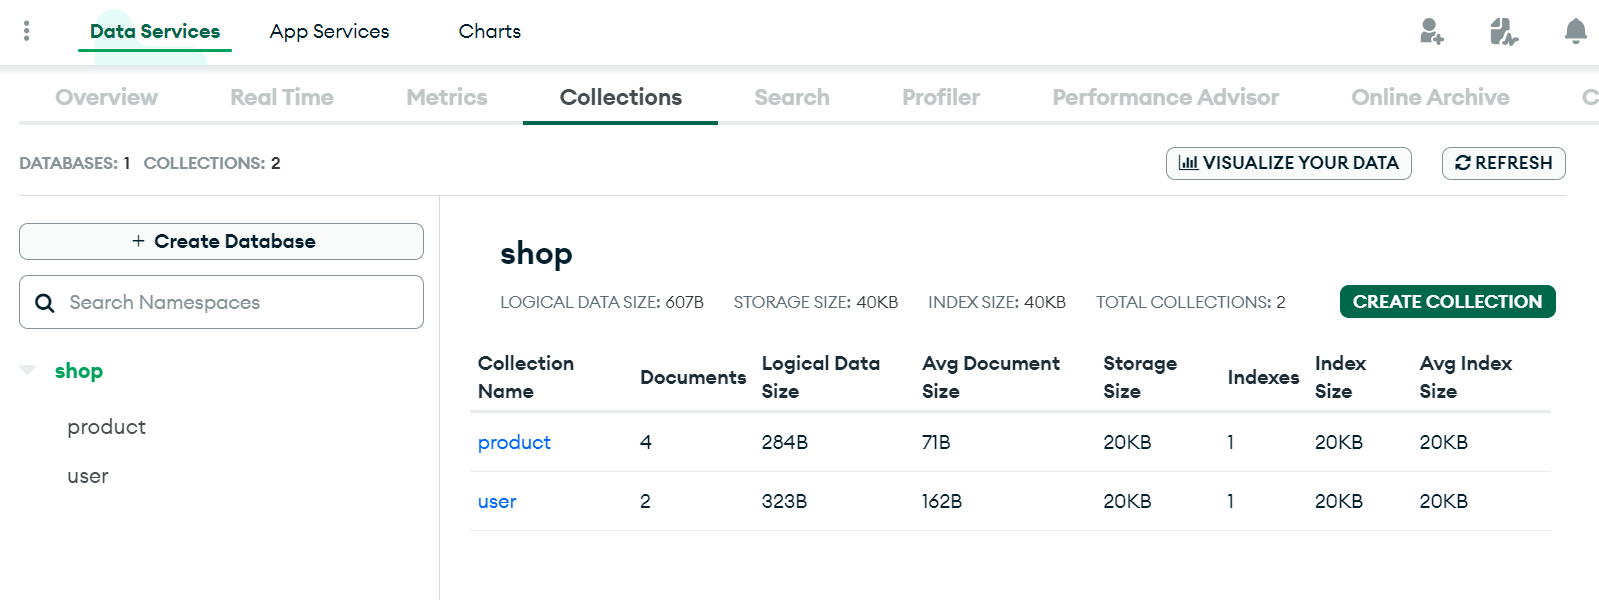 Data Services App Services Charts
Overview Real Time Metrics Collections Search Profiler Performance Advisor Online Archive C
DATABASES: 1 COLLECTIONS: 2 VISUALIZE YOUR DATA REFRESH
+ Create Database
Search Namespaces
shop
product
user
shop
LOGICAL DATA SIZE: 607B STORAGE SIZE: 40KB INDEX SIZE: 40KB TOTAL COLLECTIONS: 2 CREATE COLLECTION
Collection Name Documents Logical Data Size Avg Document Size Storage Size Indexes Index Size Avg Index Size
product 4 284B 71B 20KB 1 20KB 20KB
user 2 323B 162B 20KB 1 20KB 20KB